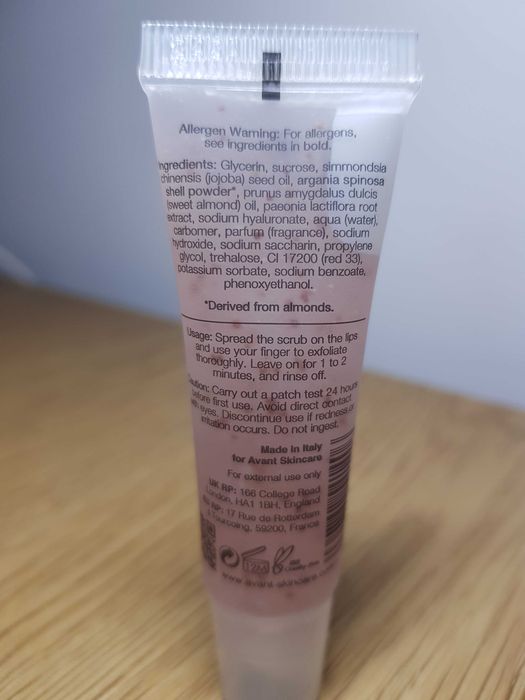 Allergen Warning: For allergens,
see ingredients in bold.
Ingredients: Glycerin, sucrose, simmondsia
chinensis (jojoba) seed oil, argania spinosa
shell powder*, prunus amygdalus dulcis
(sweet almond) oil, paeonia lactiflora root
extract, sodium hyaluronate, aqua (water),
carbomer, parfum (fragrance), sodium
hydroxide, sodium saccharin, propylene
glycol, trehalose, CI 17200 (red 33),
potassium sorbate, sodium benzoate,
phenoxyethanol.
*Derived from almonds.
Usage: Spread the scrub on the lips
and use your finger to exfoliate
thoroughly. Leave on for 1 to 2
minutes, and rinse off.
Caution: Carry out a patch test 24 hours
before first use. Avoid direct contact
with eyes. Discontinue use if redness or
irritation occurs. Do not ingest.
Made in Italy
for Avant Skincare
For external use only
UK RP: 166 College Road
London, HA1 1BH, England
EU RP: 17 Rue de Rotterdam
Tourcoing, 59200, France
12M
Cruelty-free
www.avant-skincare.com